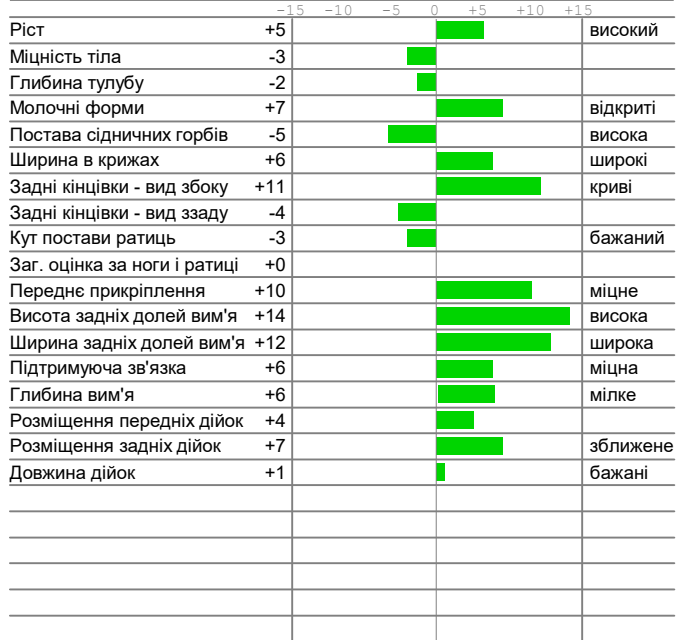 -15 -10 -5 0 +5 +10 +15
Ріст +5 високий
Міцність тіла -3
Глибина тулубу -2
Молочні форми +7 відкриті
Постава сідничних горбів -5 висока
Ширина в крижах +6 широкі
Задні кінцівки - вид збоку +11 криві
Задні кінцівки - вид ззаду -4
Кут постави ратиць -3 бажаний
Заг. оцінка за ноги і ратиці +0
Переднє прикріплення +10 міцне
Висота задніх долей вим'я +14 висока
Ширина задніх долей вим'я +12 широка
Підтримуюча зв'язка +6 міцна
Глибина вим'я +6 мілке
Розміщення передніх дійок +4
Розміщення задніх дійок +7 зближене
Довжина дійок +1 бажані